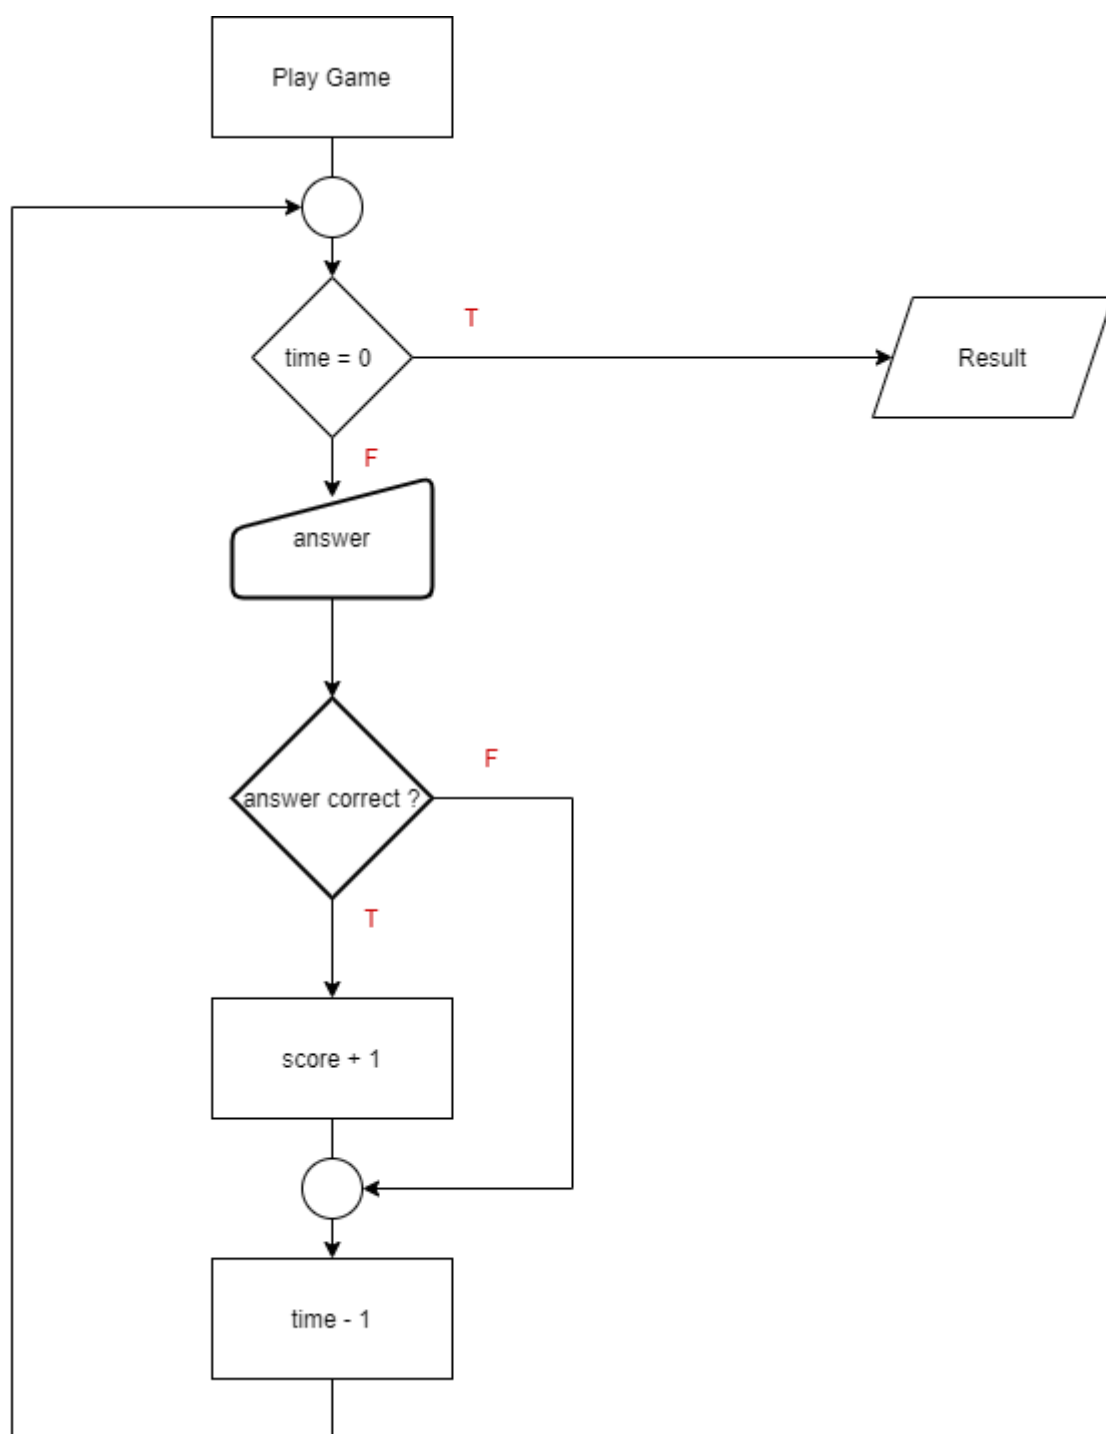 Play Game
T
time = 0
Result
F
answer
F
answer correct ?
T
score + 1
time - 1